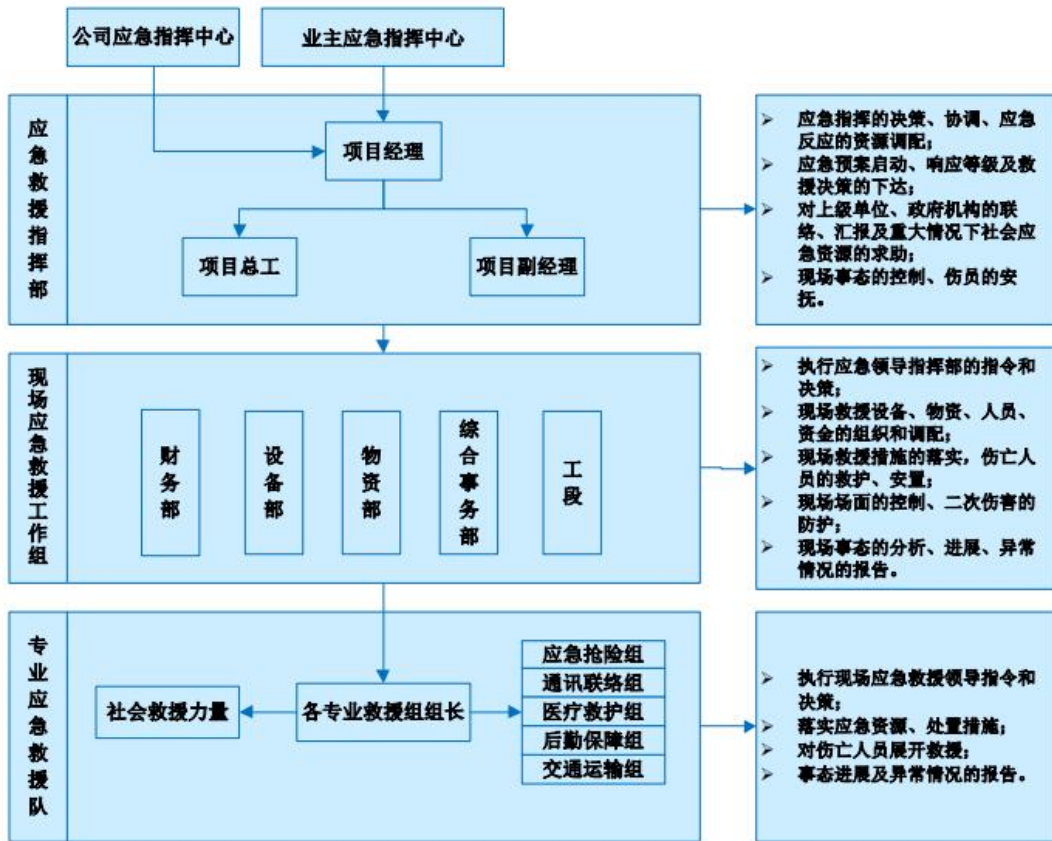 公司应急指挥中心
业主应急指挥中心
应急救援指挥部
项目经理
项目总工
项目副经理
➢ 应急指挥的决策、协调、应急
反应的资源调配；
➢ 应急预案启动、响应等级及救
援决策的下达；
➢ 对上级单位、政府机构的联
络、汇报及重大情况下社会应
急资源的求助；
➢ 现场事态的控制、伤员的安
抚。
现场应急救援工作组
财务部
设备部
物资部
综合事务部
工段
➢ 执行应急领导指挥部的指令和
决策；
➢ 现场救援设备、物资、人员、
资金的组织和调配；
➢ 现场救援措施的落实，伤亡人
员的救护、安置；
➢ 现场场面的控制、二次伤害的
防护；
➢ 现场事态的分析、进展、异常
情况的报告。
专业应急救援队
社会救援力量
各专业救援组组长
应急抢险组
通讯联络组
医疗救护组
后勤保障组
交通运输组
➢ 执行现场应急救援领导指令和
决策；
➢ 落实应急资源、处置措施；
➢ 对伤亡人员展开救援；
➢ 事态进展及异常情况的报告。